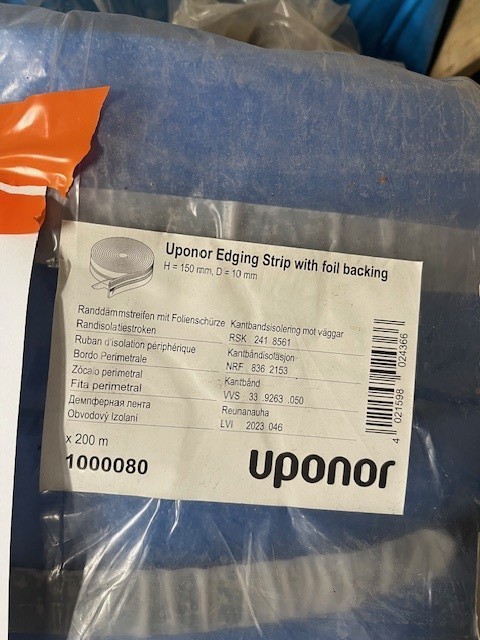 Uponor Edging Strip with foil backing
H = 150 mm, D = 10 mm
Randdämmstreifen mit Folienschürze
Randisolatiestroken
Ruban d'isolation périphérique
Bordo Perimetrale
Zócalo perimetral
Fita perimetral
Демпферная лента
Obvodový Izolani
Kantbandsisolering mot väggar
RSK 241 8561
Kantbåndisolasjon
NRF 836 2153
Kantbånd
VVS 33 .9263 .050
Reunanauha
LVI 2023 046
x 200 m
1000080
uponor
4 021598 024366